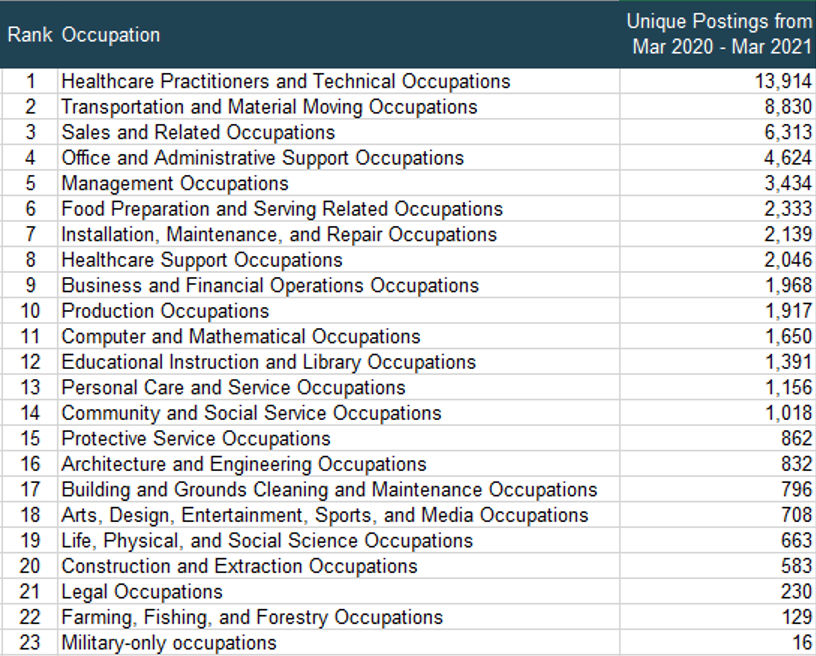 Rank Occupation Unique Postings from
Mar 2020 - Mar 2021
1 Healthcare Practitioners and Technical Occupations 13,914
2 Transportation and Material Moving Occupations 8,830
3 Sales and Related Occupations 6,313
4 Office and Administrative Support Occupations 4,624
5 Management Occupations 3,434
6 Food Preparation and Serving Related Occupations 2,333
7 Installation, Maintenance, and Repair Occupations 2,139
8 Healthcare Support Occupations 2,046
9 Business and Financial Operations Occupations 1,968
10 Production Occupations 1,917
11 Computer and Mathematical Occupations 1,650
12 Educational Instruction and Library Occupations 1,391
13 Personal Care and Service Occupations 1,156
14 Community and Social Service Occupations 1,018
15 Protective Service Occupations 862
16 Architecture and Engineering Occupations 832
17 Building and Grounds Cleaning and Maintenance Occupations 796
18 Arts, Design, Entertainment, Sports, and Media Occupations 708
19 Life, Physical, and Social Science Occupations 663
20 Construction and Extraction Occupations 583
21 Legal Occupations 230
22 Farming, Fishing, and Forestry Occupations 129
23 Military-only occupations 16